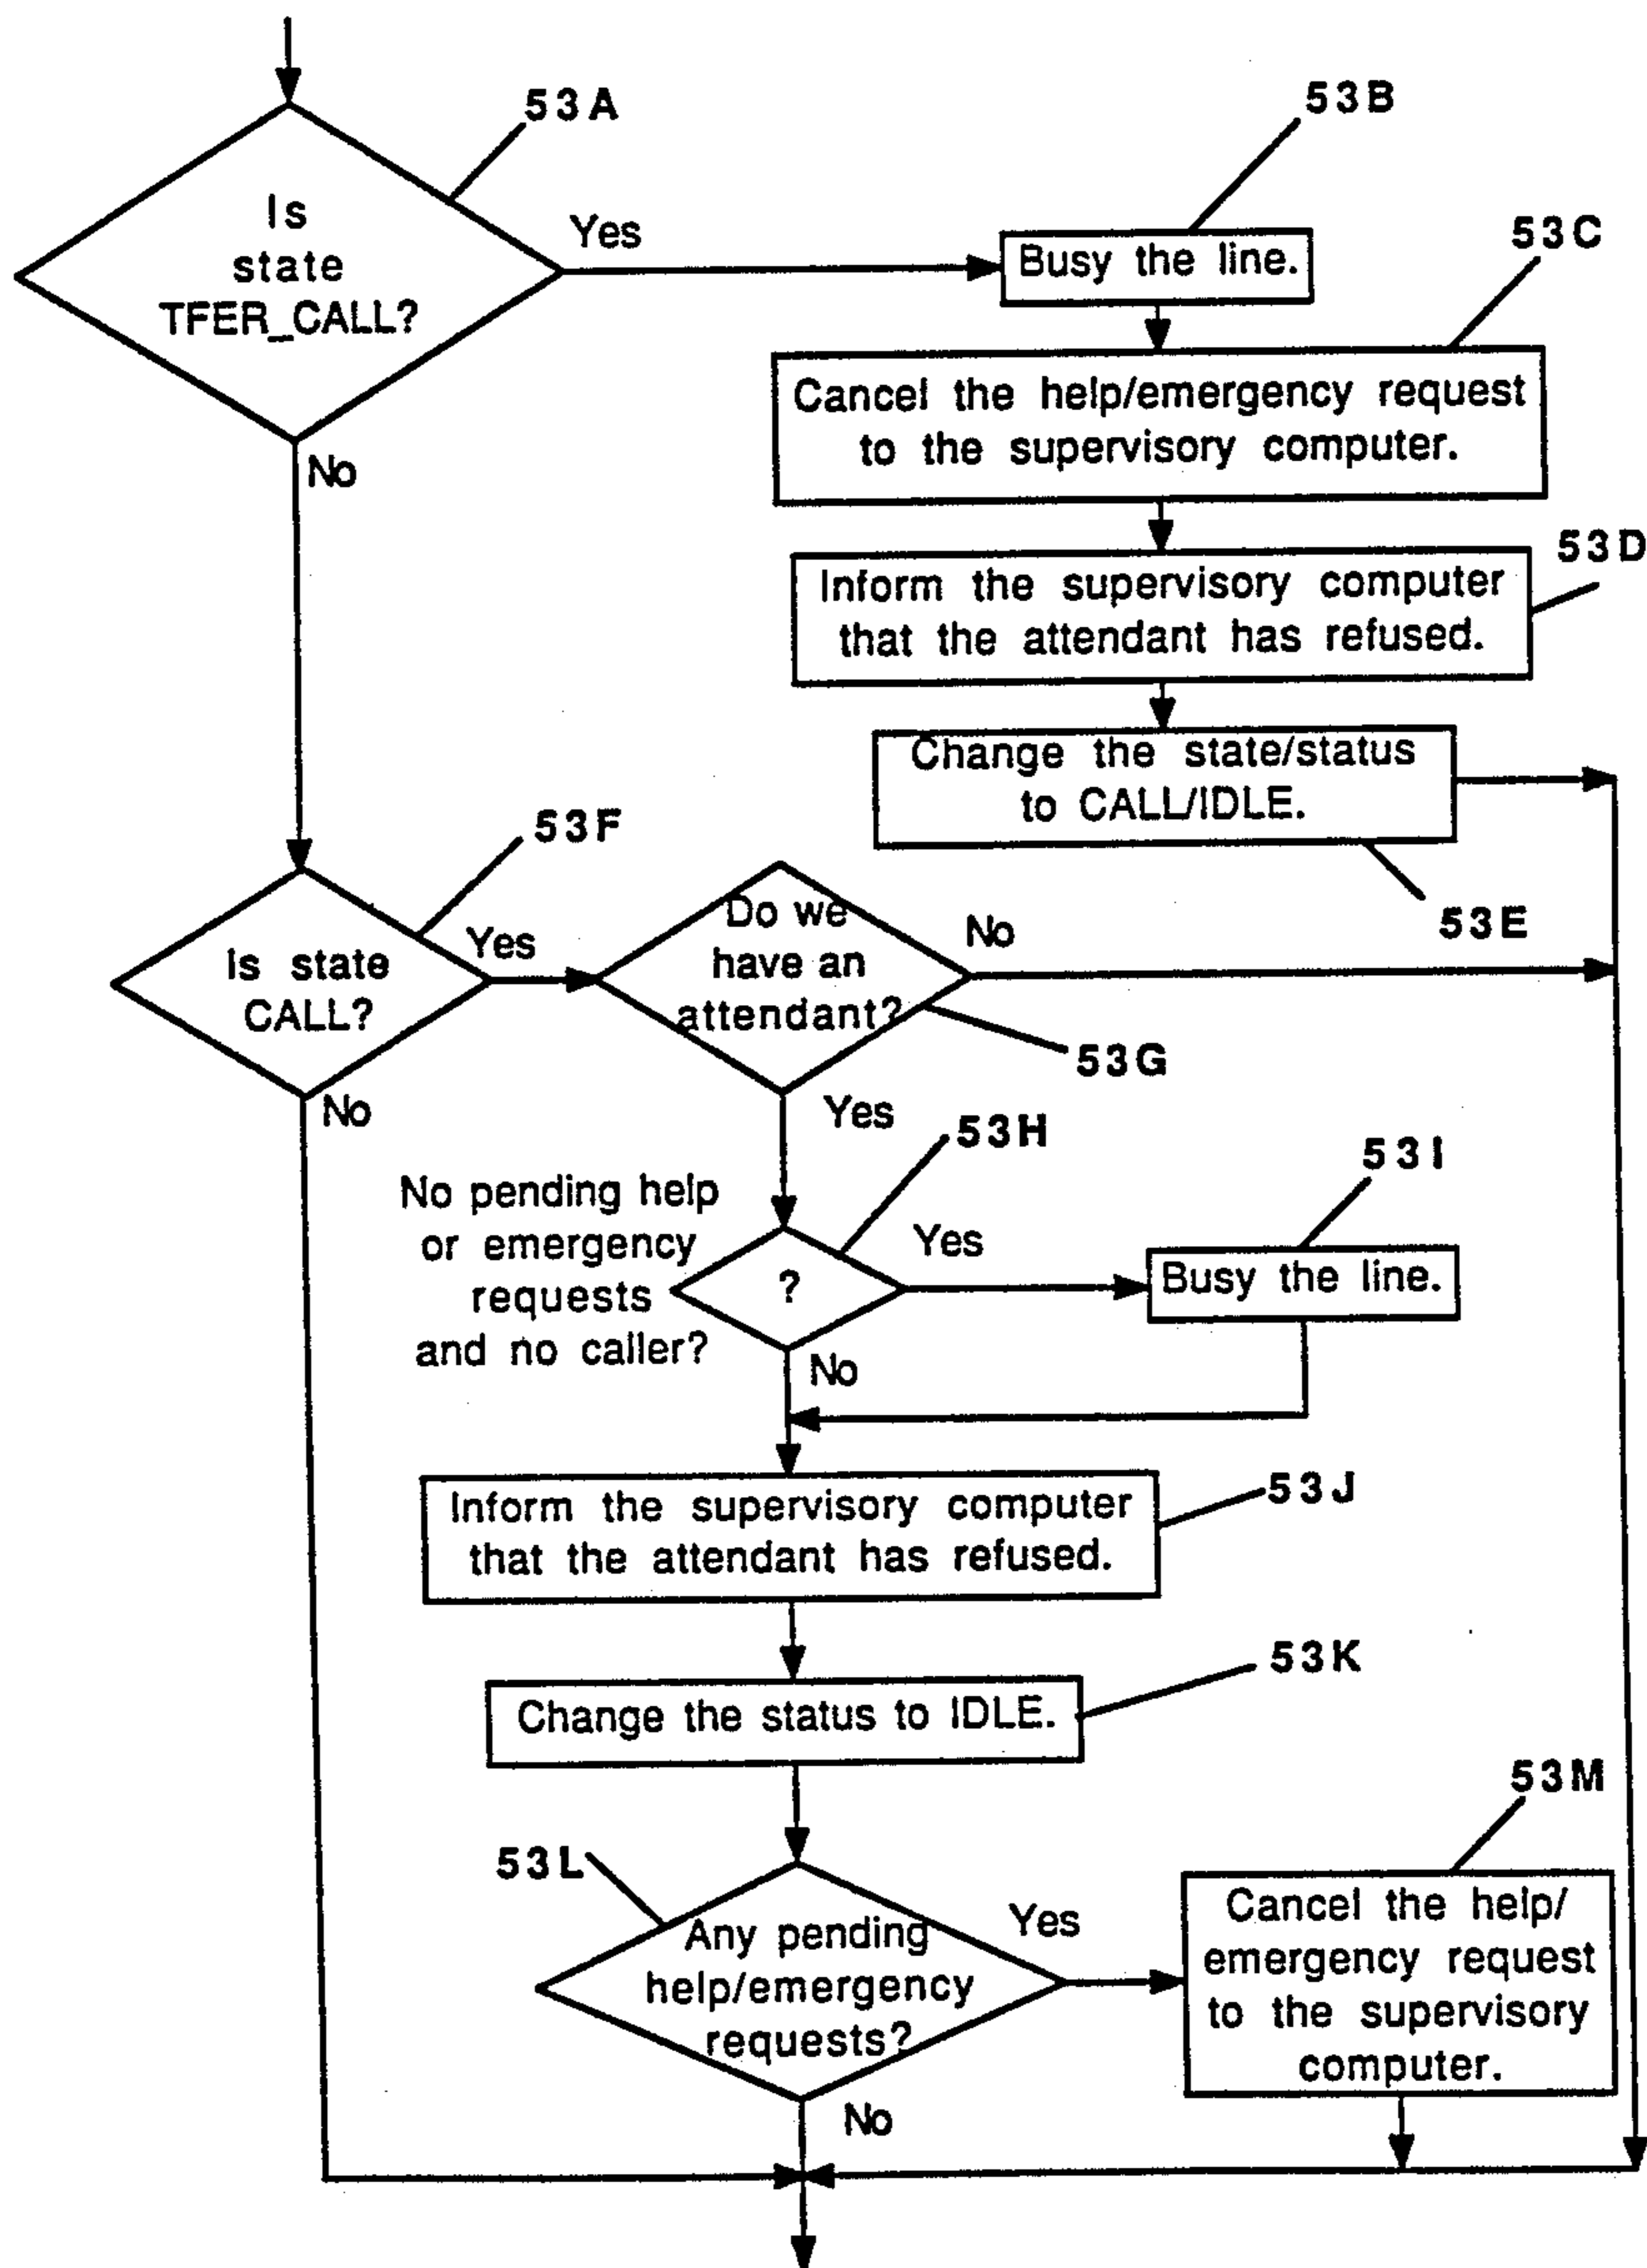 53A
Is
state
TFER_CALL?
Yes
No
53B
Busy the line.
53C
Cancel the help/emergency request
to the supervisory computer.
53D
Inform the supervisory computer
that the attendant has refused.
Change the state/status
to CALL/IDLE.
53E
53F
Is state
CALL?
Yes
No
Do we
have an
attendant?
No
53G
Yes
53H
No pending help
or emergency
requests
and no caller?
?
Yes
No
53I
Busy the line.
53J
Inform the supervisory computer
that the attendant has refused.
53K
Change the status to IDLE.
53L
Any pending
help/emergency
requests?
Yes
No
53M
Cancel the help/
emergency request
to the supervisory
computer.